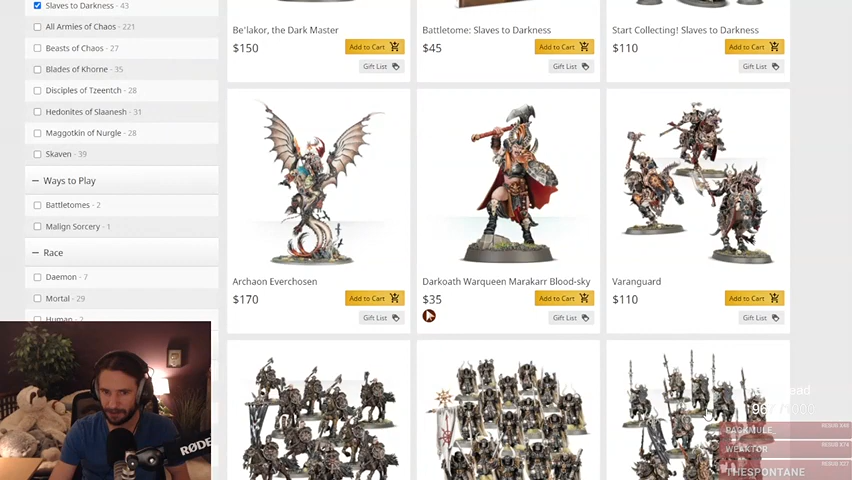 Slaves to Darkness - 43
All Armies of Chaos - 221
Beasts of Chaos - 27
Blades of Khorne - 35
Disciples of Tzeentch - 28
Hedonites of Slaanesh - 31
Maggotkin of Nurgle - 28
Skaven - 39
Ways to Play
Battletomes - 2
Malign Sorcery - 1
Race
Daemon - 7
Mortal - 29
Human - 2
Be'lakor, the Dark Master
$150
Add to Cart
Gift List
Battletome: Slaves to Darkness
$45
Add to Cart
Gift List
Start Collecting! Slaves to Darkness
$110
Add to Cart
Gift List
Archaon Everchosen
$170
Add to Cart
Gift List
Darkoath Warqueen Marakarr Blood-sky
$35
Add to Cart
Gift List
Varanguard
$110
Add to Cart
Gift List
RØDE
PACKMULE_
WEAKTOR
THESPONTANE